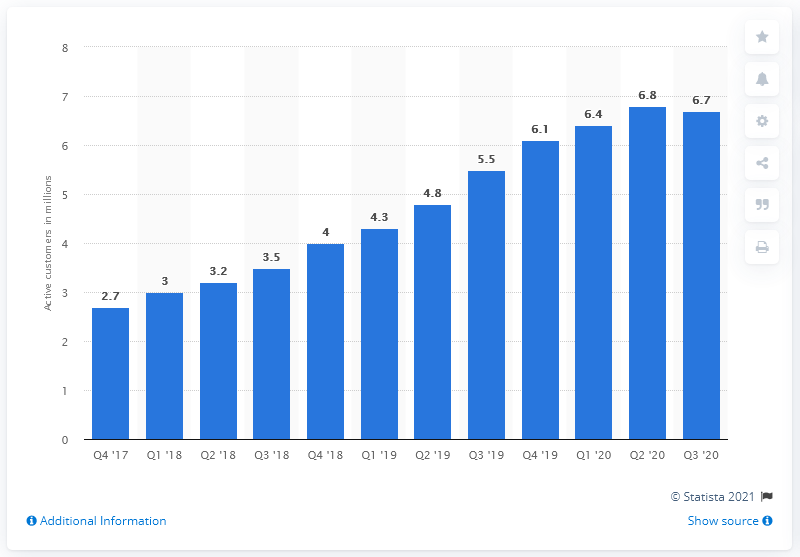 8
7
6
5
4
3
2
1
0
Active customers in millions
2.7
3
3.2
3.5
4
4.3
4.8
5.5
6.1
6.4
6.8
6.7
Q4 '17
Q1 '18
Q2 '18
Q3 '18
Q4 '18
Q1 '19
Q2 '19
Q3 '19
Q4 '19
Q1 '20
Q2 '20
Q3 '20
© Statista 2021
Additional Information
Show source